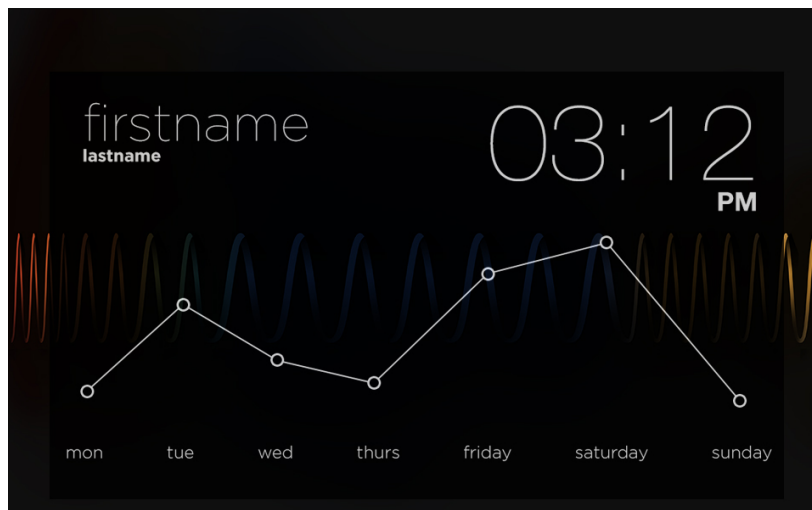 firstname
lastname
03:12
PM
mon tue wed thurs friday saturday sunday